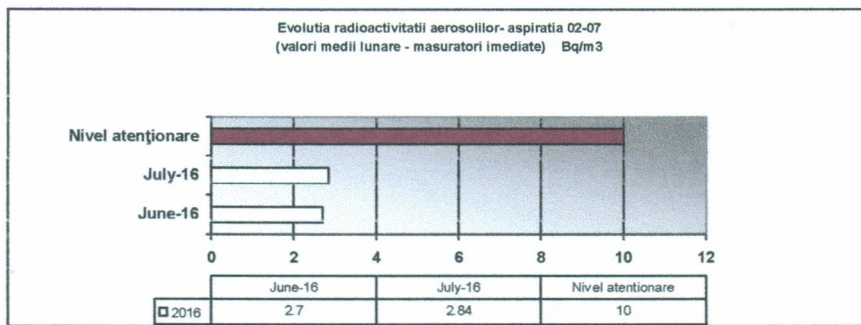 Evolutia radioactivitatii aerosolilor- aspiratia 02-07
(valori medii lunare - masuratori imediate) Bq/m3
Nivel atenţionare
July-16
June-16
0 2 4 6 8 10 12
June-16 July-16 Nivel atentionare
2016 2.7 2.84 10